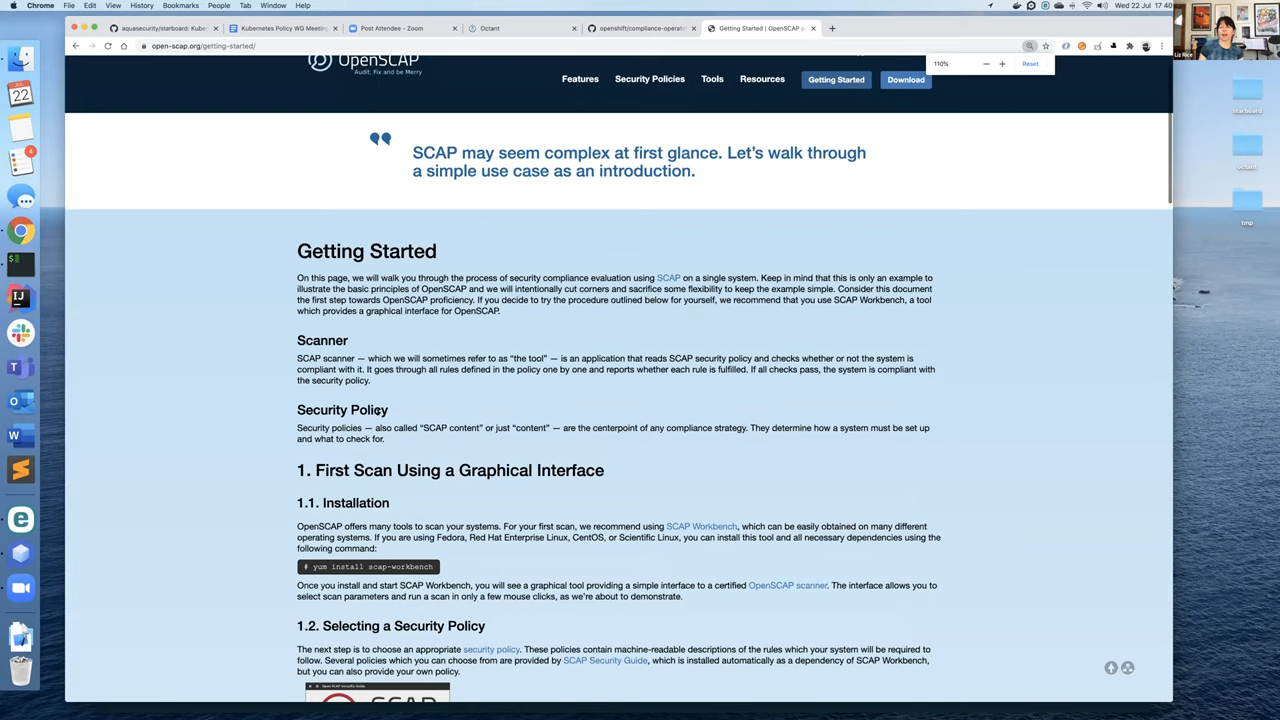 Chrome File Edit View History Bookmarks People Tab Window Help
Wed 22 Jul 17 40
aquasecurity/starboard: Kuber
Kubernetes Policy WG Meeting
Post Attendee - Zoom
Octant
openshift/compliance-operato
Getting Started | OpenSCAP p
open-scap.org/getting-started/
Liz Rice
110%
Reset
OpenSCAP
Audit, Fix and be Merry
Features
Security Policies
Tools
Resources
Getting Started
Download
SCAP may seem complex at first glance. Let's walk through
a simple use case as an introduction.
Getting Started
On this page, we will walk you through the process of security compliance evaluation using SCAP on a single system. Keep in mind that this is only an example to
illustrate the basic principles of OpenSCAP and we will intentionally cut corners and sacrifice some flexibility to keep the example simple. Consider this document
the first step towards OpenSCAP proficiency. If you decide to try the procedure outlined below for yourself, we recommend that you use SCAP Workbench, a tool
which provides a graphical interface for OpenSCAP.
Scanner
SCAP scanner — which we will sometimes refer to as “the tool” — is an application that reads SCAP security policy and checks whether or not the system is
compliant with it. It goes through all rules defined in the policy one by one and reports whether each rule is fulfilled. If all checks pass, the system is compliant with
the security policy.
Security Policy
Security policies — also called “SCAP content” or just “content” — are the centerpoint of any compliance strategy. They determine how a system must be set up
and what to check for.
1. First Scan Using a Graphical Interface
1.1. Installation
OpenSCAP offers many tools to scan your systems. For your first scan, we recommend using SCAP Workbench, which can be easily obtained on many different
operating systems. If you are using Fedora, Red Hat Enterprise Linux, CentOS, or Scientific Linux, you can install this tool and all necessary dependencies using the
following command:
# yum install scap-workbench
Once you install and start SCAP Workbench, you will see a graphical tool providing a simple interface to a certified OpenSCAP scanner. The interface allows you to
select scan parameters and run a scan in only a few mouse clicks, as we're about to demonstrate.
1.2. Selecting a Security Policy
The next step is to choose an appropriate security policy. These policies contain machine-readable descriptions of the rules which your system will be required to
follow. Several policies which you can choose from are provided by SCAP Security Guide, which is installed automatically as a dependency of SCAP Workbench,
but you can also provide your own policy.
starboard
octant
tmp
22
4